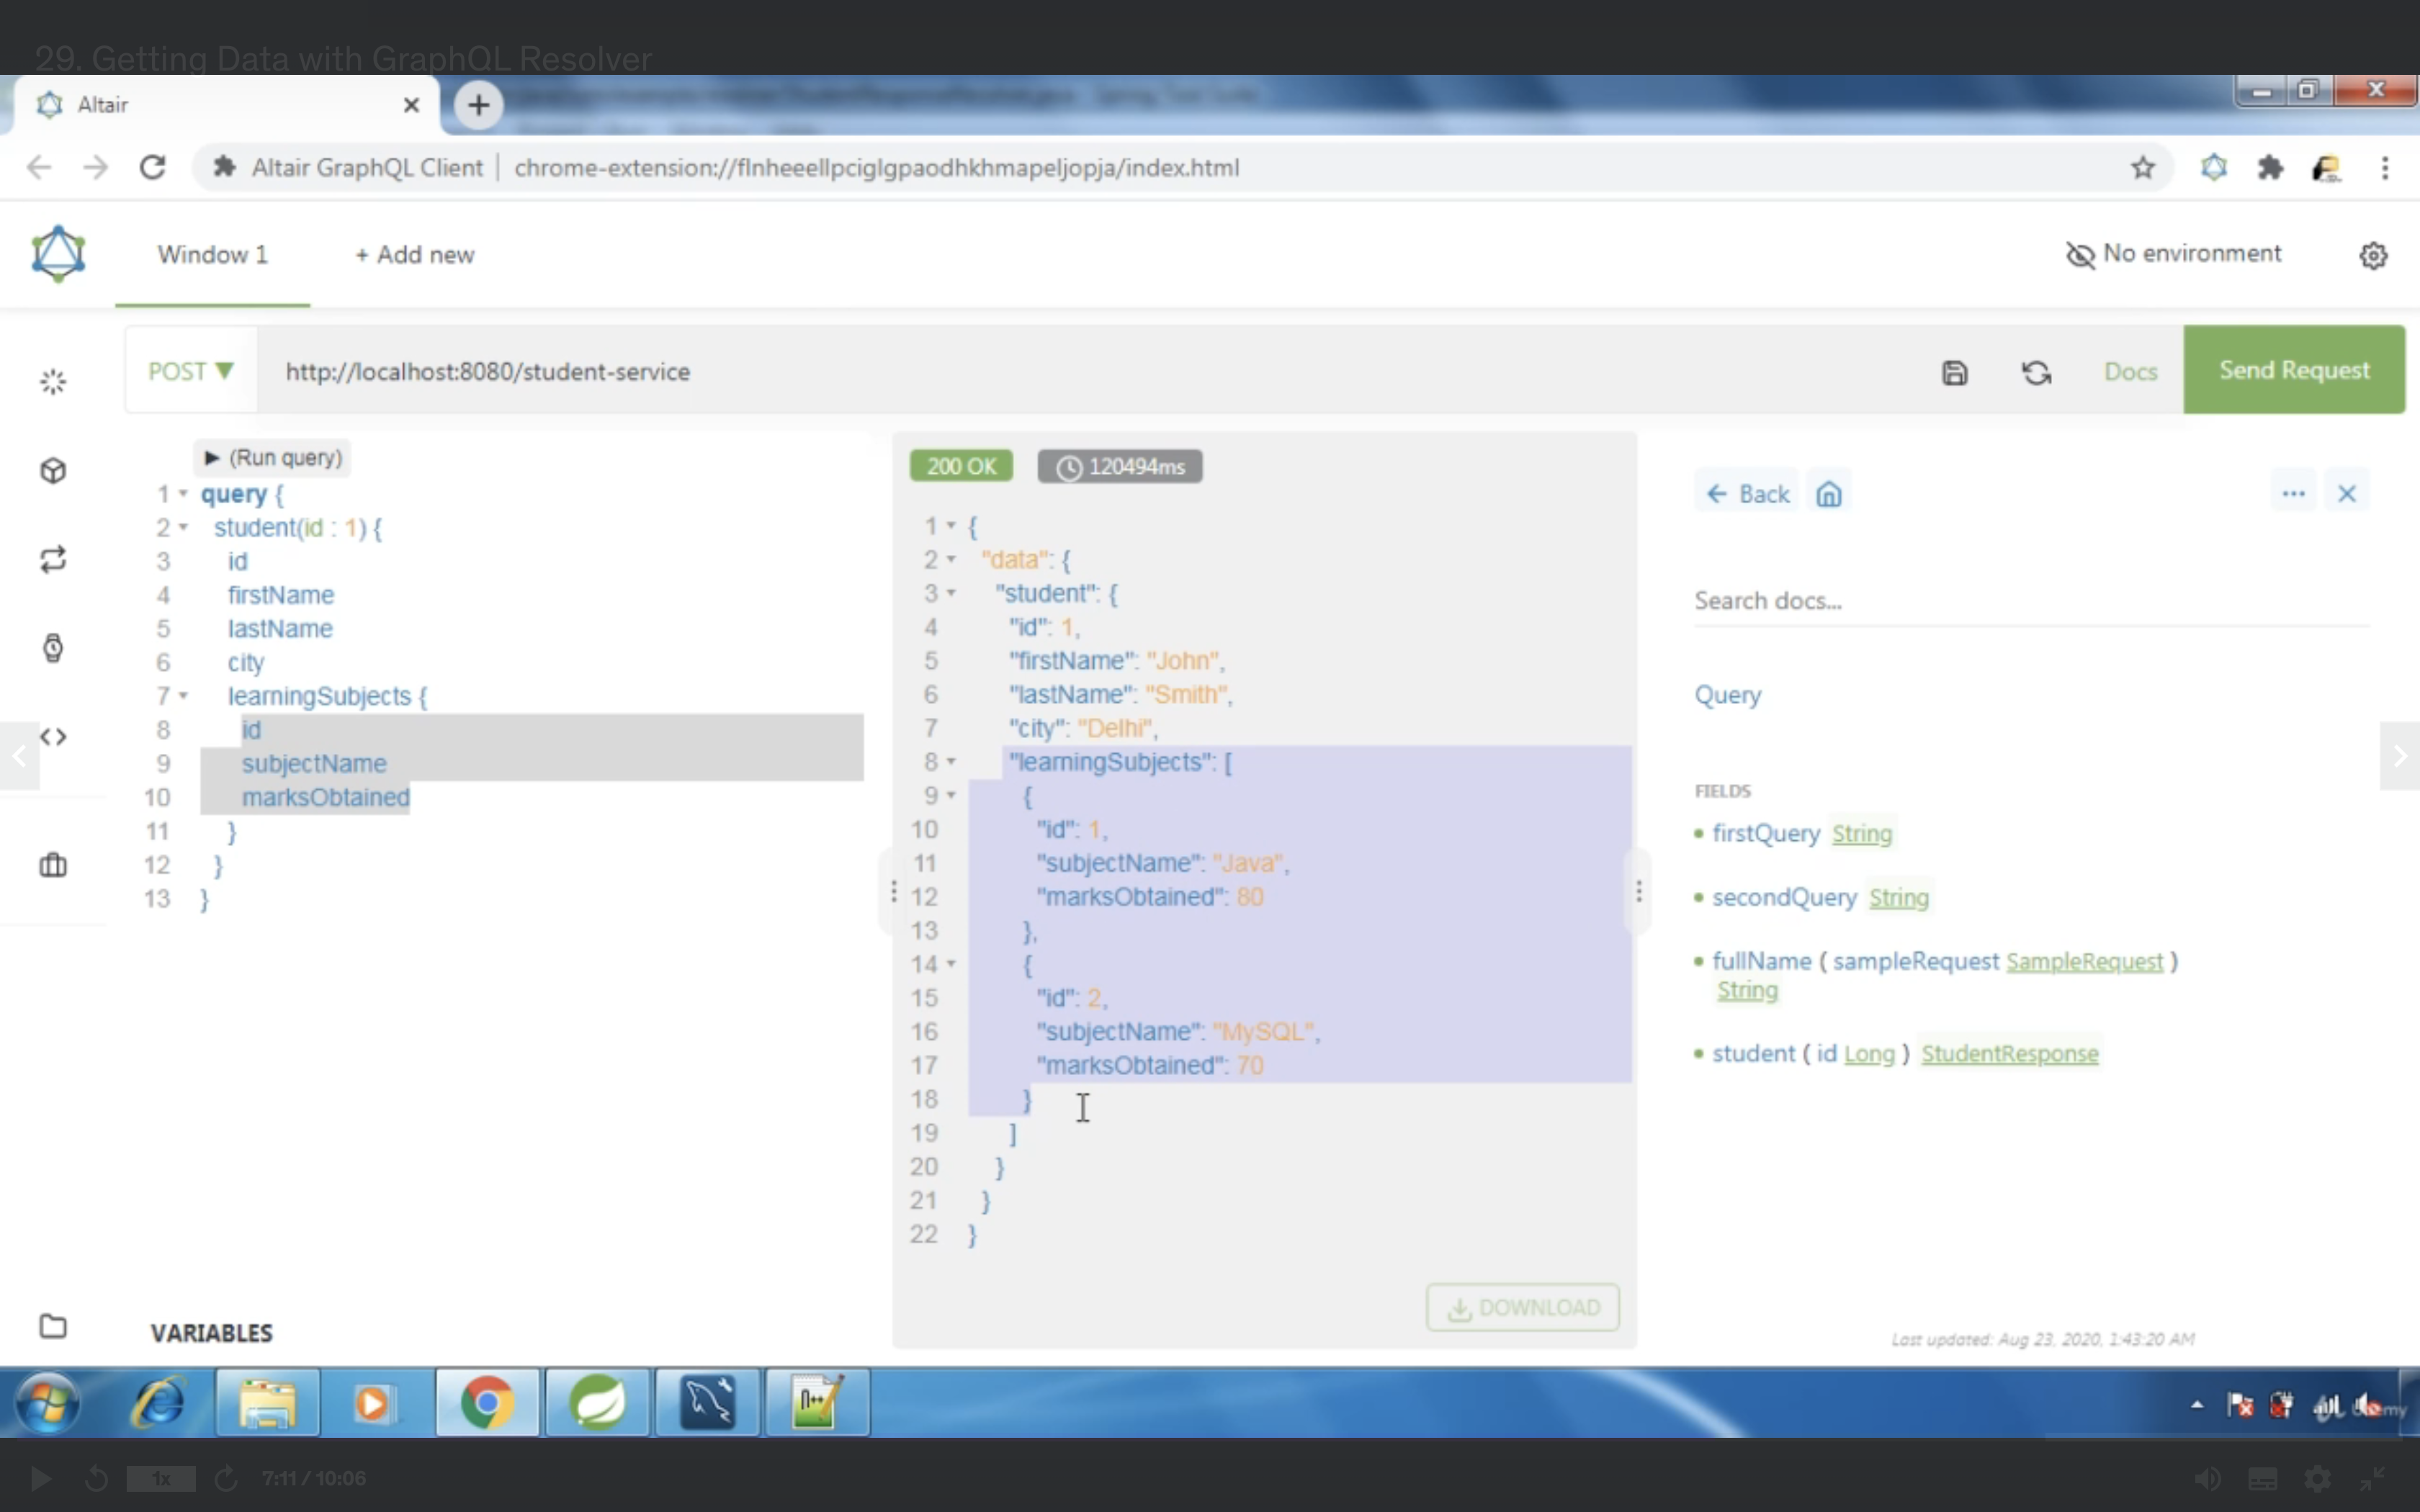 29. Getting Data with GraphQL Resolver
Altair
Altair GraphQL Client | chrome-extension://flnheeellpciglgpaodhkhmapeljopja/index.html
Window 1 + Add new No environment
POST http://localhost:8080/student-service Docs Send Request
(Run query)
1 query {
2 student(id : 1) {
3 id
4 firstName
5 lastName
6 city
7 learningSubjects {
8 id
9 subjectName
10 marksObtained
11 }
12 }
13 }
VARIABLES
200 OK 120494ms
1 {
2 "data": {
3 "student": {
4 "id": 1,
5 "firstName": "John",
6 "lastName": "Smith",
7 "city": "Delhi",
8 "learningSubjects": [
9 {
10 "id": 1,
11 "subjectName": "Java",
12 "marksObtained": 80
13 },
14 {
15 "id": 2,
16 "subjectName": "MySQL",
17 "marksObtained": 70
18 }
19 ]
20 }
21 }
22 }
DOWNLOAD
Back
Search docs...
Query
FIELDS
firstQuery String
secondQuery String
fullName ( sampleRequest SampleRequest )
String
student ( id Long ) StudentResponse
Last updated: Aug 23, 2020, 1:43:20 AM
1x 7:11 / 10:06